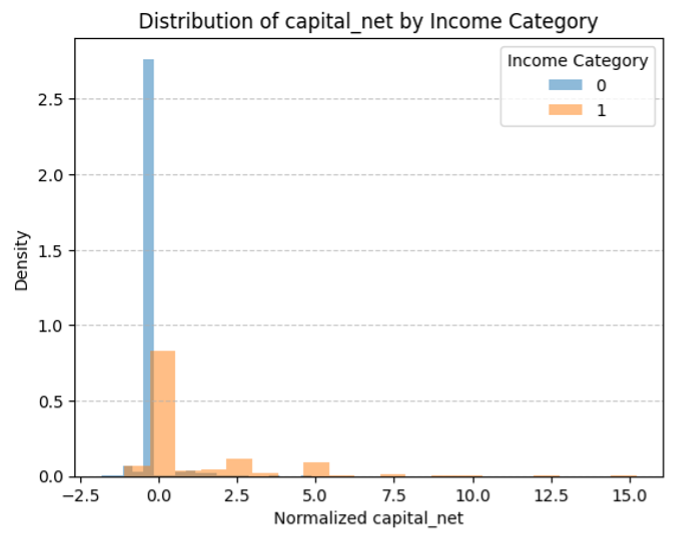 Distribution of capital_net by Income Category
Income Category
0
1
2.5
2.0
1.5
1.0
0.5
0.0
Density
−2.5 0.0 2.5 5.0 7.5 10.0 12.5 15.0
Normalized capital_net